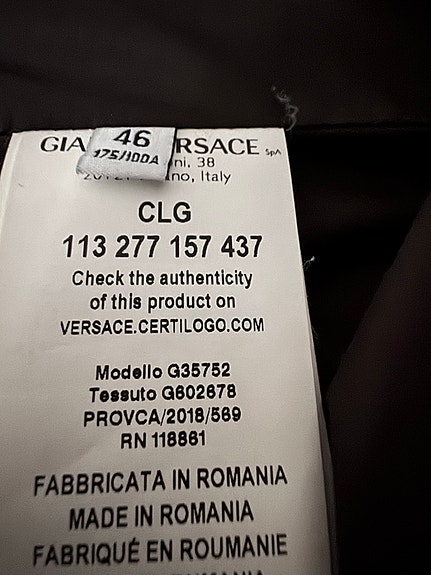 46
175/100A
GIA RSACE SpA
ni, 38
no, Italy
CLG
113 277 157 437
Check the authenticity
of this product on
VERSACE.CERTILOGO.COM
Modello G35752
Tessuto G602678
PROVCA/2018/569
RN 118861
FABBRICATA IN ROMANIA
MADE IN ROMANIA
FABRIQUÉ EN ROUMANIE